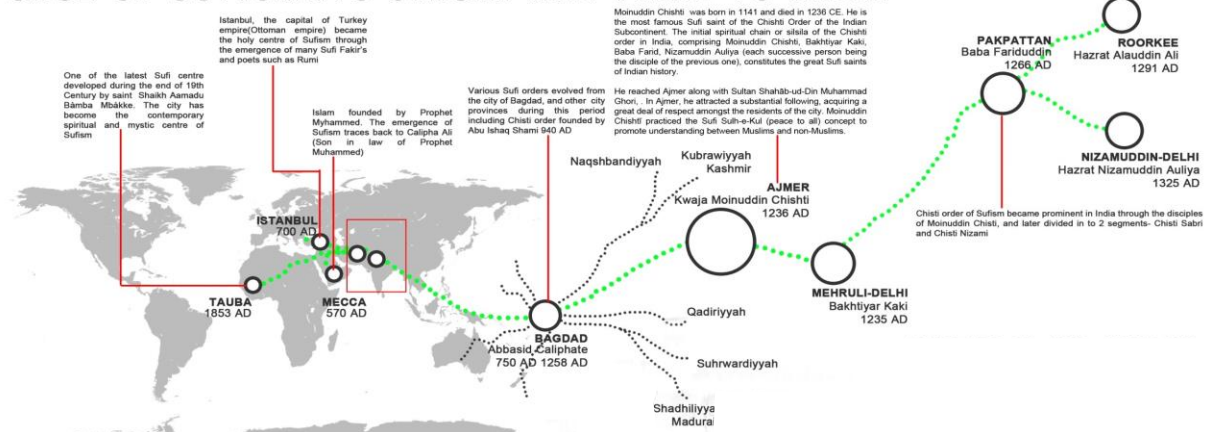 Istanbul, the capital of Turkey
empire(Ottoman empire) became
the holy centre of Sufism through
the emergence of many Sufi Fakir's
and poets such as Rumi
One of the latest Sufi centre
developed during the end of 19th
Century by saint Shaikh Aamadu
Bàmba Mbàkke. The city has
become the contemporary
spiritual and mystic centre of
Sufism
Islam founded by Prophet
Myhammed. The emergence of
Sufism traces back to Calipha Ali
(Son in law of Prophet
Muhammed)
Various Sufi orders evolved from
the city of Bagdad, and other city
provinces during this period
including Chisti order founded by
Abu Ishaq Shami 940 AD
Moinuddin Chishti was born in 1141 and died in 1236 CE. He is
the most famous Sufi saint of the Chishti Order of the Indian
Subcontinent. The initial spiritual chain or silsila of the Chishti
order in India, comprising Moinuddin Chishti, Bakhtiyar Kaki,
Baba Farid, Nizamuddin Auliya (each successive person being
the disciple of the previous one), constitutes the great Sufi saints
of Indian history.
He reached Ajmer along with Sultan Shahâb-ud-Din Muhammad
Ghori, . In Ajmer, he attracted a substantial following, acquiring a
great deal of respect amongst the residents of the city. Moinuddin
Chishtî practiced the Sufi Sulh-e-Kul (peace to all) concept to
promote understanding between Muslims and non-Muslims.
PAKPATTAN
Baba Fariduddin
1266 AD
ROORKEE
Hazrat Alauddin Ali
1291 AD
NIZAMUDDIN-DELHI
Hazrat Nizamuddin Auliya
1325 AD
Chisti order of Sufism became prominent in India through the disciples
of Moinuddin Chisti, and later divided in to 2 segments- Chisti Sabri
and Chisti Nizami
Naqshbandiyyah
Kubrawiyyah
Kashmir
AJMER
Kwaja Moinuddin Chishti
1236 AD
ISTANBUL
700 AD
TAUBA
1853 AD
MECCA
570 AD
BAGDAD
Abbasid Caliphate
750 AD 1258 AD
MEHRULI-DELHI
Bakhtiyar Kaki
1235 AD
Qadiriyyah
Suhrwardiyyah
Shadhiliyya
Madurai